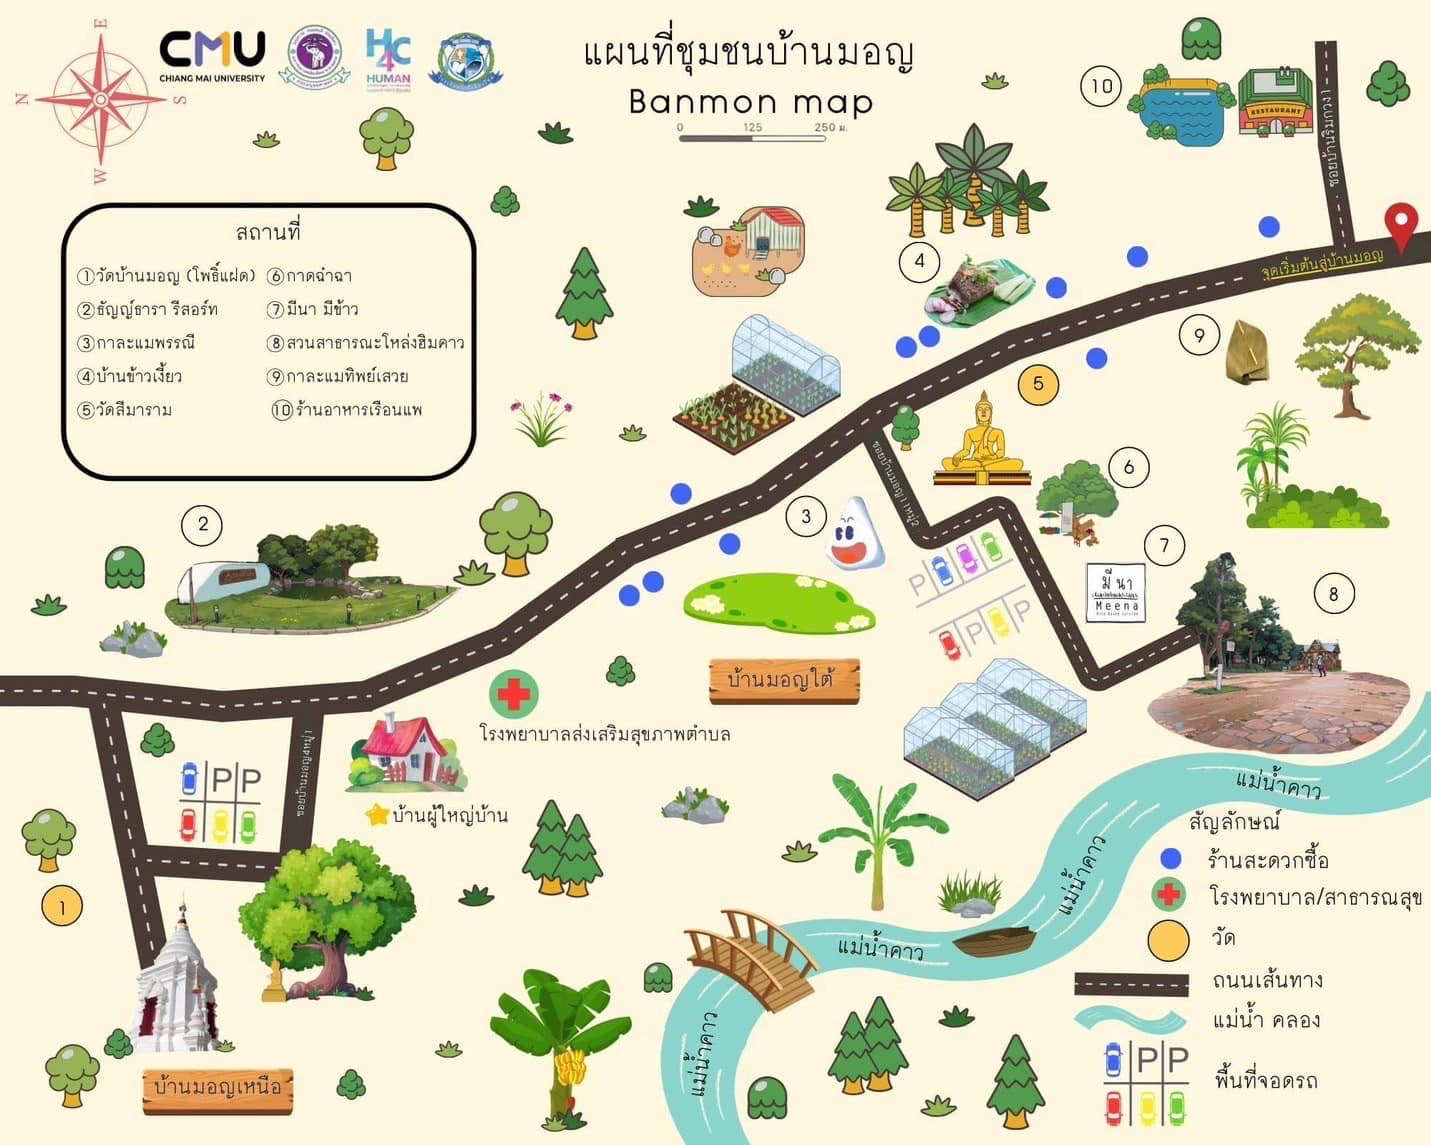 E
N
S
W
CMU
CHIANG MAI UNIVERSITY
H4C
HUMAN
แผนที่ชุมชนบ้านมอญ
Banmon map
0 125 250 ม.
สถานที่
①วัดบ้านมอญ (โพธิ์แฝด) ⑥กาดฉำฉา
②ธัญญ์ธารา รีสอร์ท ⑦มีนา มีข้าว
③กาละแมพรรณี ⑧สวนสาธารณะโหล่งฮิมคาว
④บ้านข้าวเงี้ยว ⑨กาละแมทิพย์เสวย
⑤วัดสีมาราม ⑩ร้านอาหารเรือนแพ
10
RESTAURANT
จุดเริ่มต้นสู่บ้านมอญ
4
9
5
6
ซอยบ้านมอญ11หมู่2
2
3
7
มีนา
Meena
8
P
P P
บ้านมอญใต้
โรงพยาบาลส่งเสริมสุขภาพตำบล
ซอยบ้านมอญ4หมู่1
P P
บ้านผู้ใหญ่บ้าน
1
บ้านมอญเหนือ
แม่น้ำคาว
แม่น้ำคาว
แม่น้ำคาว
แม่น้ำคาว
สัญลักษณ์
ร้านสะดวกซื้อ
โรงพยาบาล/สาธารณสุข
วัด
ถนนเส้นทาง
แม่น้ำ คลอง
P P
พื้นที่จอดรถ